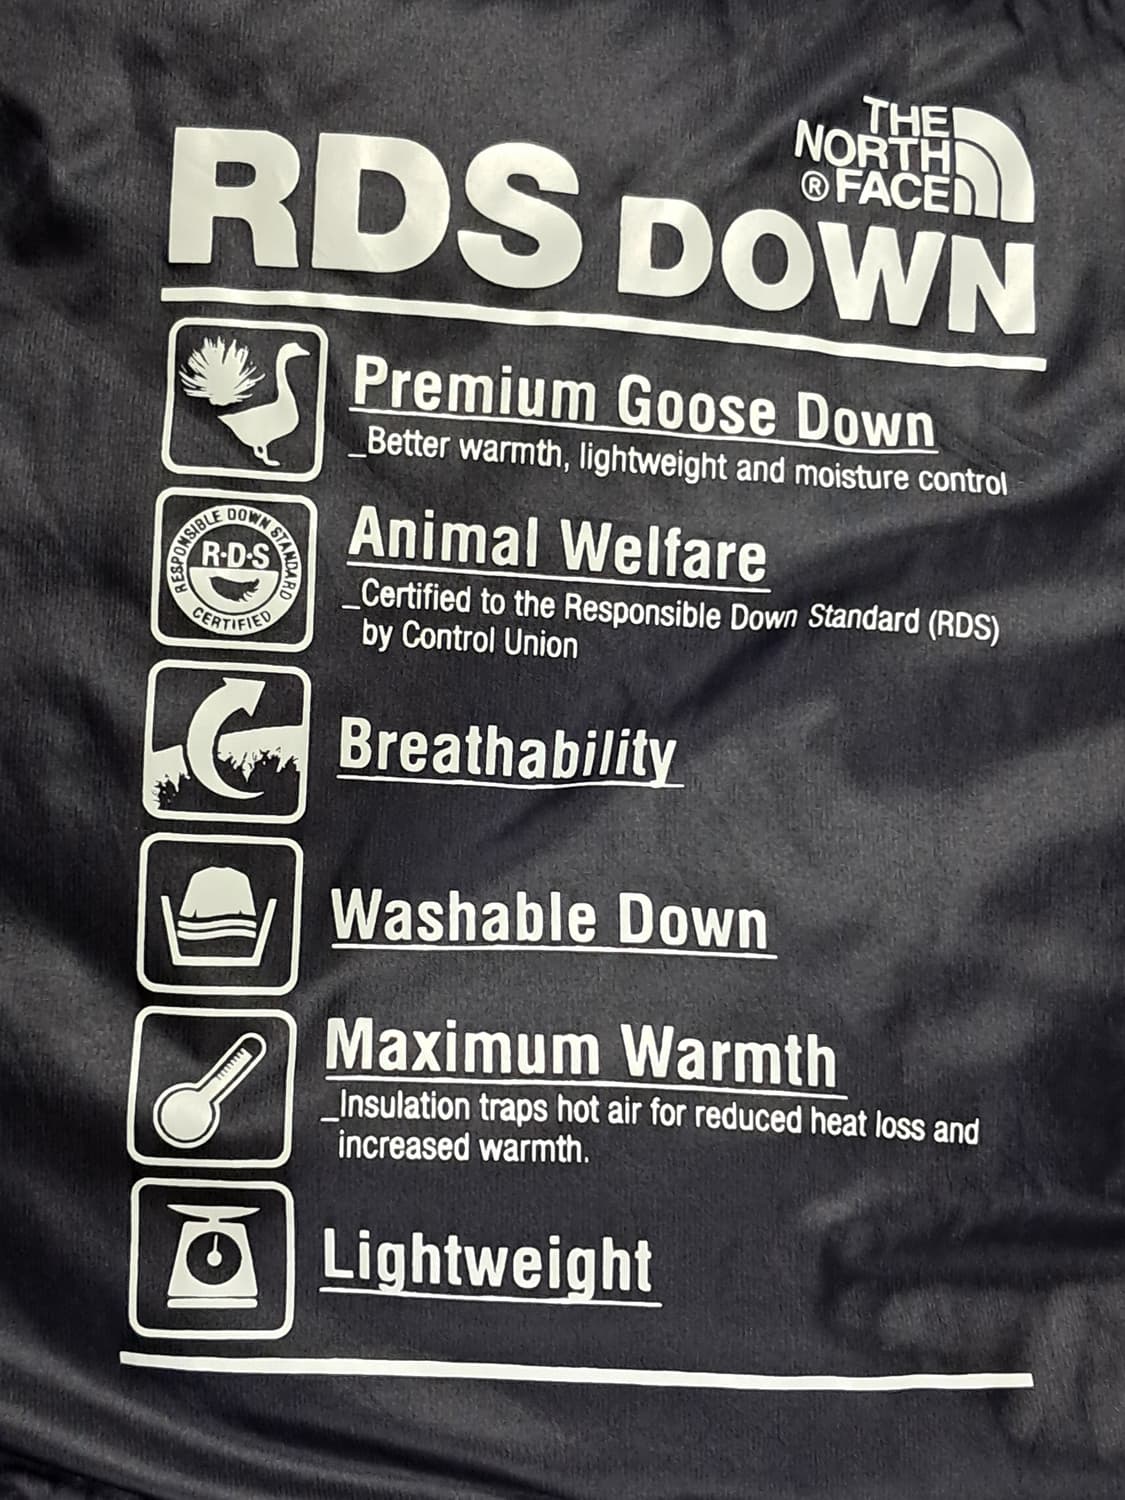 THE
NORTH
® FACE
RDS DOWN
Premium Goose Down
_Better warmth, lightweight and moisture control
RESPONSIBLE DOWN STANDARD
R·D·S
CERTIFIED
Animal Welfare
_Certified to the Responsible Down Standard (RDS)
by Control Union
Breathability
Washable Down
Maximum Warmth
_Insulation traps hot air for reduced heat loss and
increased warmth.
Lightweight